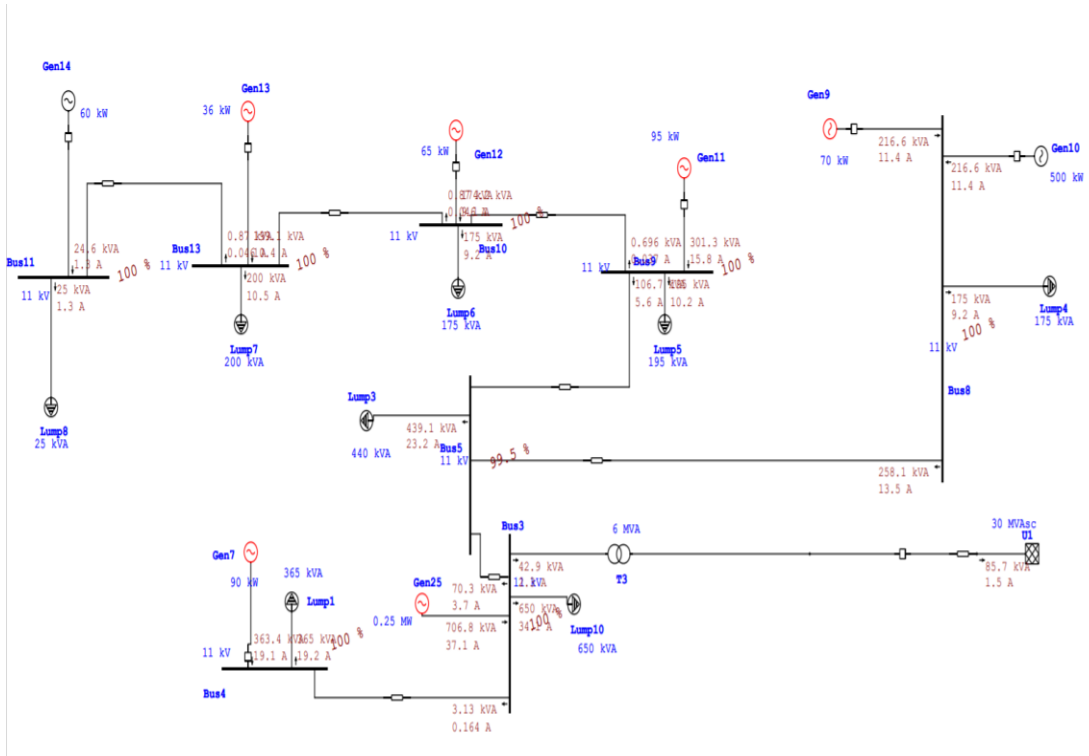 Gen14
60 kW
Gen13
36 kW
Gen12
65 kW
Gen11
95 kW
Gen9
70 kW
216.6 kVA
11.4 A
Gen10
500 kW
216.6 kVA
11.4 A
Bus11
11 kV
24.6 kVA
1.3 A
100 %
25 kVA
1.3 A
Lump8
25 kVA
Bus13
11 kV
100 %
200 kVA
10.5 A
Lump7
200 kVA
11 kV
Bus10
100 %
175 kVA
9.2 A
Lump6
175 kVA
0.696 kVA
301.3 kVA
15.8 A
11 kV
Bus9
100 %
106.7
5.6 A
10.2 A
Lump5
195 kVA
175 kVA
9.2 A
Lump4
175 kVA
100 %
11 kV
Bus8
Lump3
440 kVA
439.1 kVA
23.2 A
Bus5
11 kV
99.5 %
258.1 kVA
13.5 A
Bus3
6 MVA
T3
30 MVAsc
U1
85.7 kVA
1.5 A
42.9 kVA
11 kV
70.3 kVA
3.7 A
650 kVA
100 %
Lump10
650 kVA
Gen25
0.25 MW
706.8 kVA
37.1 A
Gen7
90 kW
365 kVA
Lump1
363.4 kVA
19.1 A
365 kVA
19.2 A
100 %
11 kV
Bus4
3.13 kVA
0.164 A